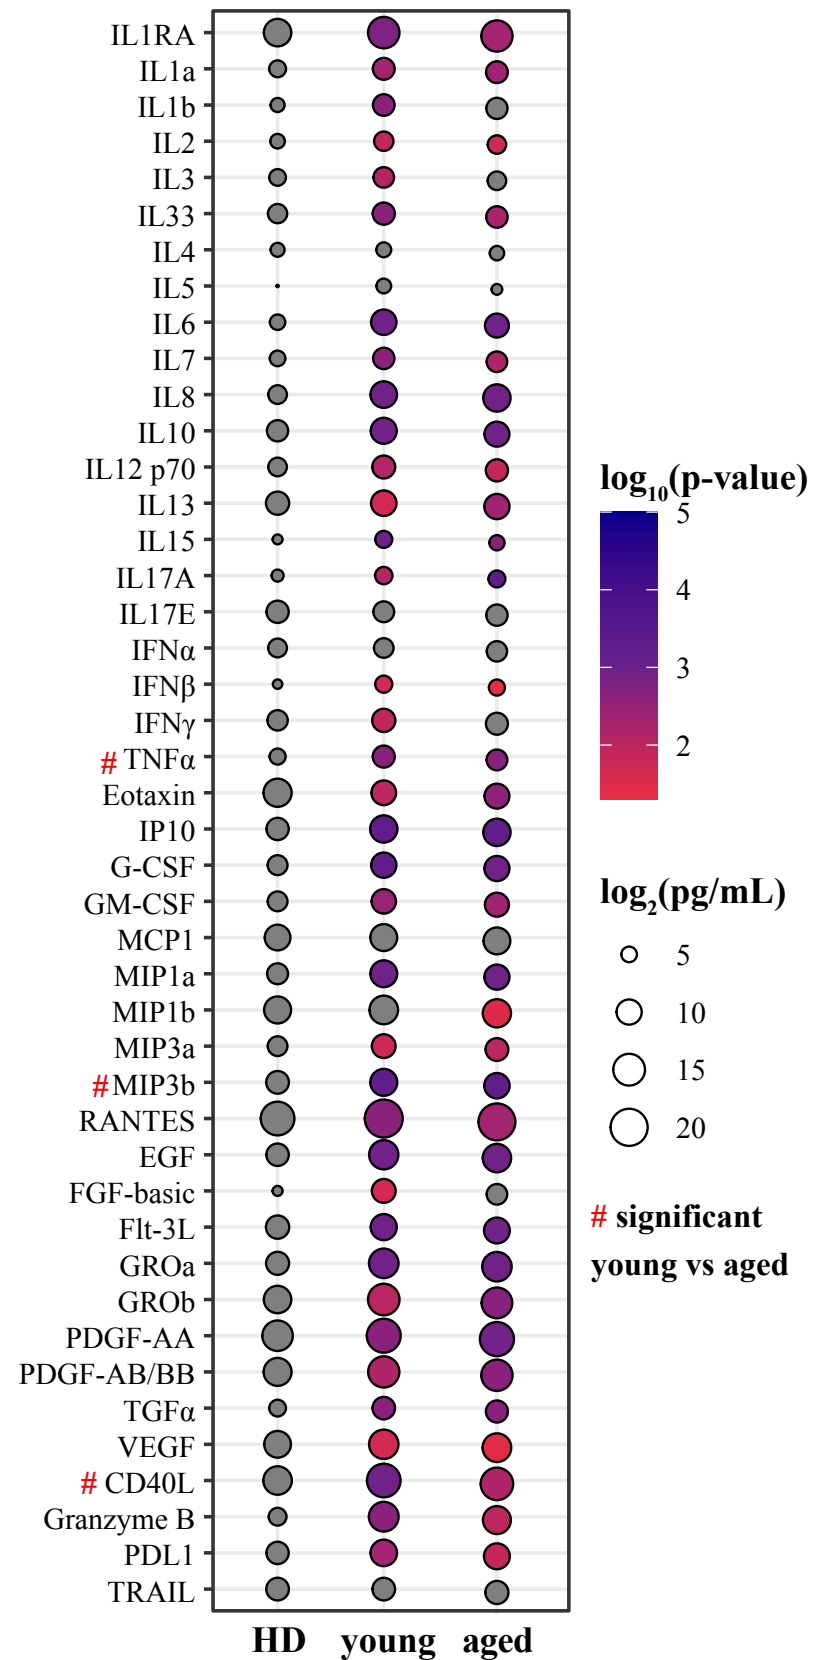 IL1RA
IL1a
IL1b
IL2
IL3
IL33
IL4
IL5
IL6
IL7
IL8
IL10
IL12 p70
IL13
IL15
IL17A
IL17E
IFNα
IFNβ
IFNγ
# TNFα
Eotaxin
IP10
G-CSF
GM-CSF
MCP1
MIP1a
MIP1b
MIP3a
#MIP3b
RANTES
EGF
FGF-basic
Flt-3L
GROa
GROb
PDGF-AA
PDGF-AB/BB
TGFα
VEGF
# CD40L
Granzyme B
PDL1
TRAIL
HD young aged
log₁₀(p-value)
5
4
3
2
log₂(pg/mL)
5
10
15
20
# significant
young vs aged